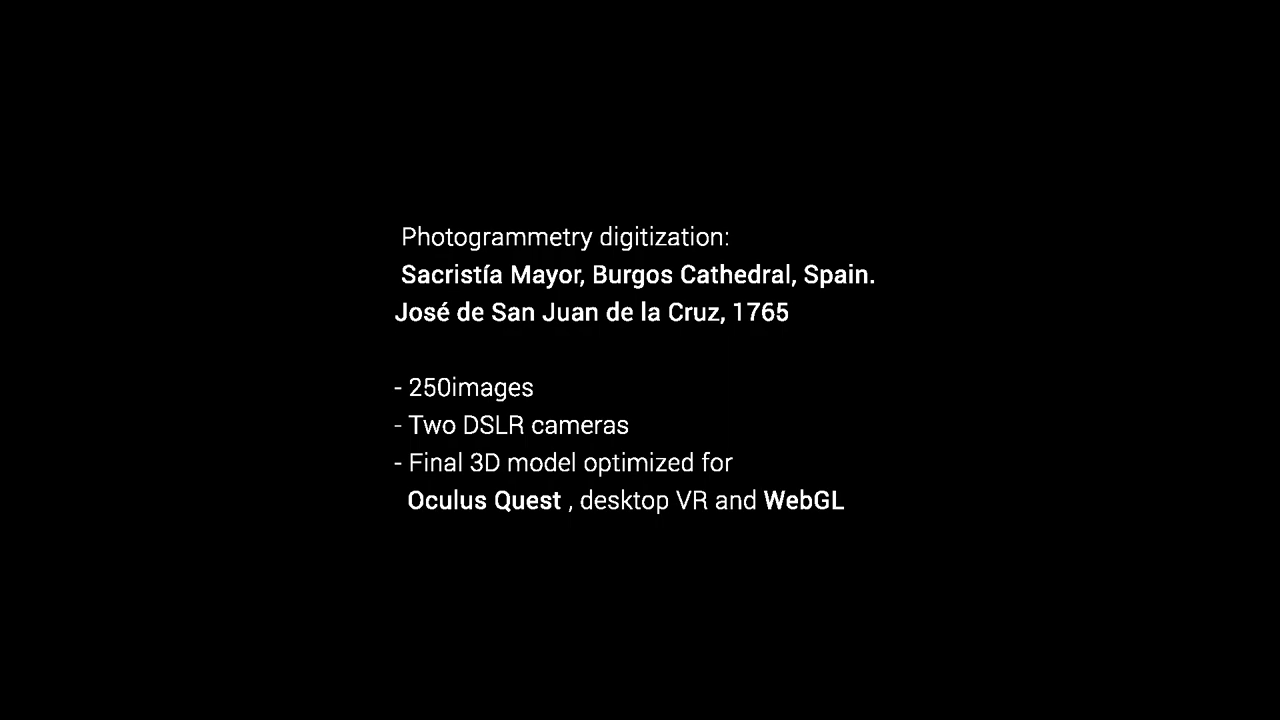 Photogrammetry digitization:
Sacristía Mayor, Burgos Cathedral, Spain.
José de San Juan de la Cruz, 1765
- 250images
- Two DSLR cameras
- Final 3D model optimized for
Oculus Quest , desktop VR and WebGL